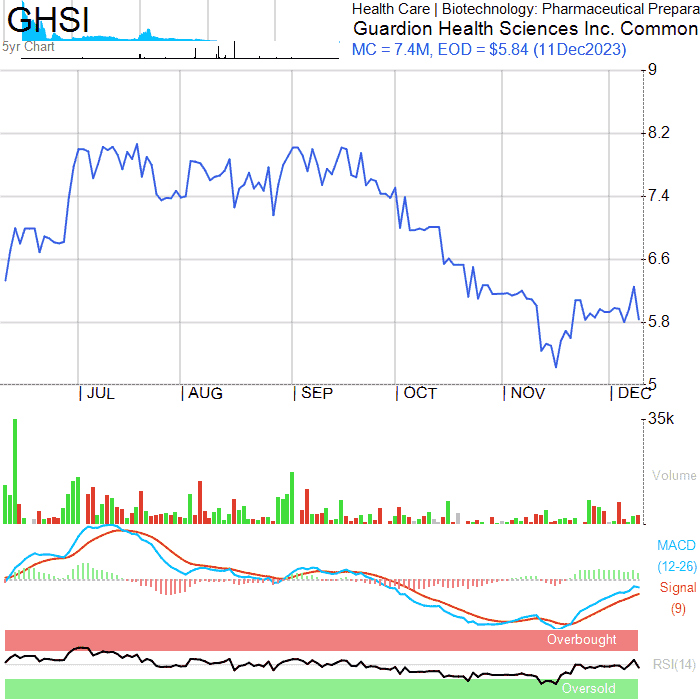 GHSI
5yr Chart
Health Care | Biotechnology: Pharmaceutical Prepara
Guardion Health Sciences Inc. Common
MC = 7.4M, EOD = $5.84 (11Dec2023)
9
8.2
7.4
6.6
5.8
5
| JUL | AUG | SEP | OCT | NOV | DEC
35k
Volume
MACD
(12-26)
Signal
(9)
Overbought
RSI(14)
Oversold